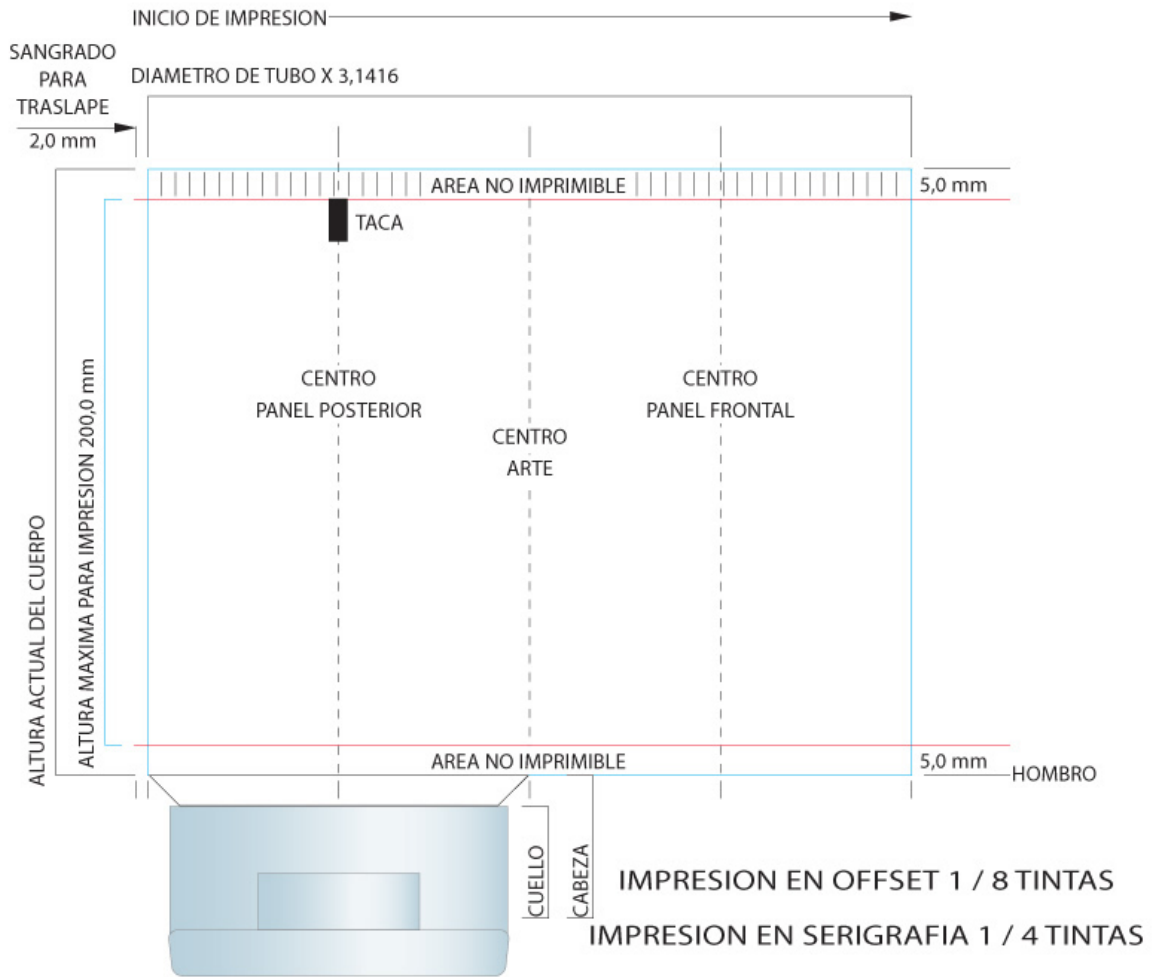 INICIO DE IMPRESION
SANGRADO
PARA
TRASLAPE
2,0 mm
DIAMETRO DE TUBO X 3,1416
AREA NO IMPRIMIBLE
5,0 mm
TACA
CENTRO
PANEL POSTERIOR
CENTRO
PANEL FRONTAL
CENTRO
ARTE
ALTURA ACTUAL DEL CUERPO
ALTURA MAXIMA PARA IMPRESION 200,0 mm
AREA NO IMPRIMIBLE
5,0 mm
HOMBRO
CUELLO
CABEZA
IMPRESION EN OFFSET 1 / 8 TINTAS
IMPRESION EN SERIGRAFIA 1 / 4 TINTAS